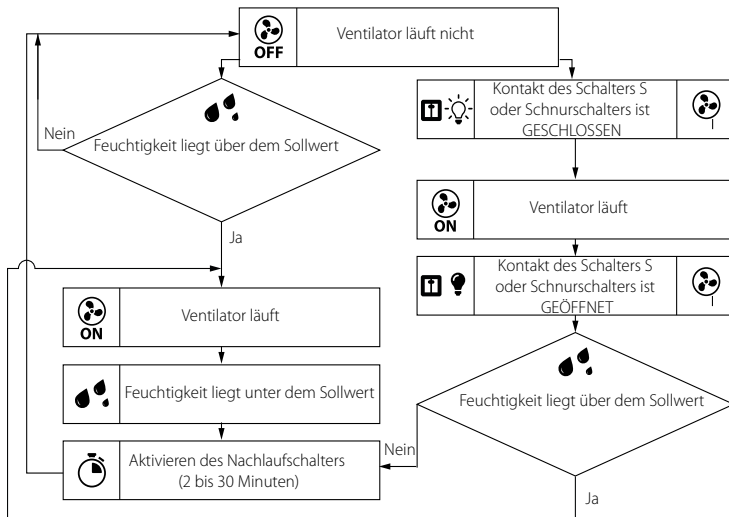 OFF
Ventilator läuft nicht
Nein
Feuchtigkeit liegt über dem Sollwert
Ja
ON
Ventilator läuft
Feuchtigkeit liegt unter dem Sollwert
Aktivieren des Nachlaufschalters
(2 bis 30 Minuten)
Kontakt des Schalters S
oder Schnurschalters ist
GESCHLOSSEN
ON
Ventilator läuft
Kontakt des Schalters S
oder Schnurschalters ist
GEÖFFNET
Feuchtigkeit liegt über dem Sollwert
Nein
Ja